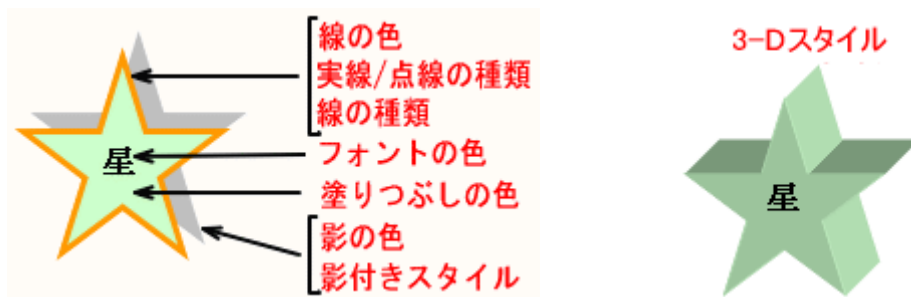 線の色
実線/点線の種類
線の種類
フォントの色
塗りつぶしの色
影の色
影付きスタイル
星
3-Dスタイル
星